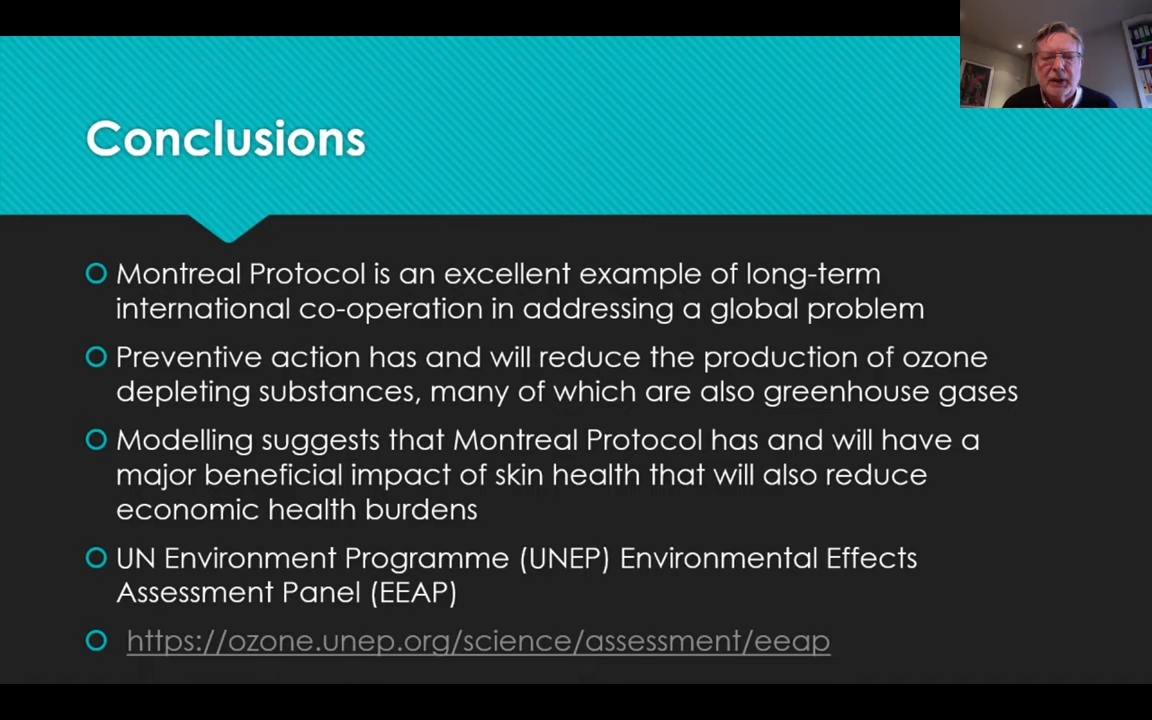 Conclusions
Montreal Protocol is an excellent example of long-term
international co-operation in addressing a global problem
Preventive action has and will reduce the production of ozone
depleting substances, many of which are also greenhouse gases
Modelling suggests that Montreal Protocol has and will have a
major beneficial impact of skin health that will also reduce
economic health burdens
UN Environment Programme (UNEP) Environmental Effects
Assessment Panel (EEAP)
https://ozone.unep.org/science/assessment/eeap